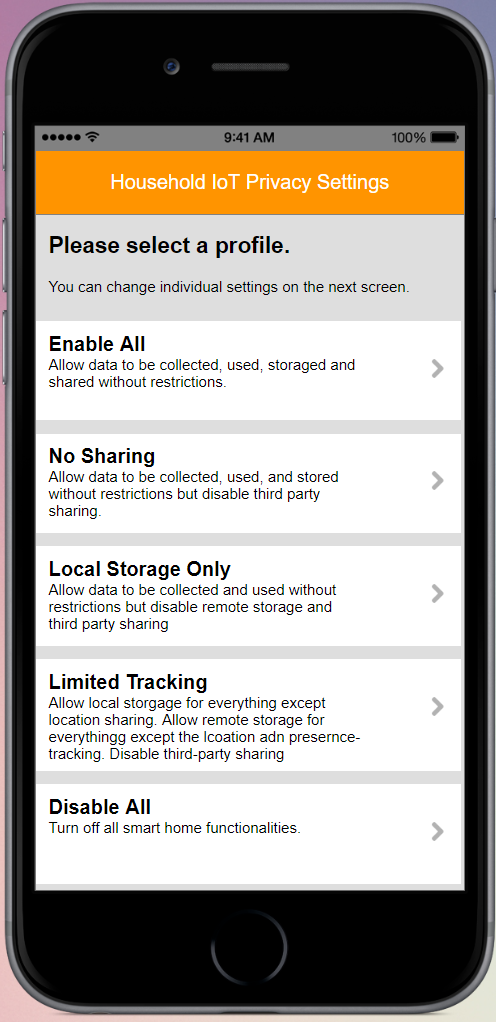 9:41 AM 100%
Household IoT Privacy Settings
Please select a profile.
You can change individual settings on the next screen.
Enable All
Allow data to be collected, used, storaged and
shared without restrictions.
No Sharing
Allow data to be collected, used, and stored
without restrictions but disable third party
sharing.
Local Storage Only
Allow data to be collected and used without
restrictions but disable remote storage and
third party sharing
Limited Tracking
Allow local storgage for everything except
location sharing. Allow remote storage for
everythingg except the lcoation adn presernce-
tracking. Disable third-party sharing
Disable All
Turn off all smart home functionalities.